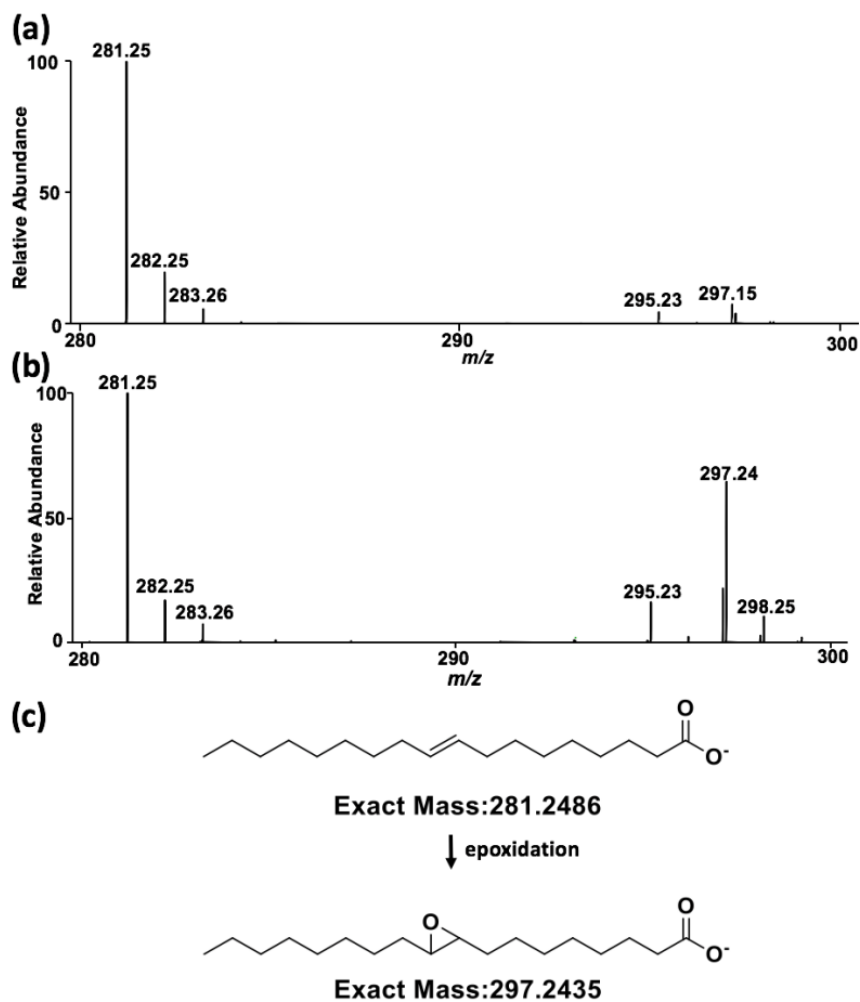 (a)
281.25
100
Relative Abundance
50
282.25
283.26
295.23
297.15
0
280
290
300
m/z
(b)
281.25
100
Relative Abundance
50
297.24
282.25
283.26
295.23
298.25
0
280
290
300
m/z
(c)
O
O-
Exact Mass:281.2486
epoxidation
O
O
O-
Exact Mass:297.2435